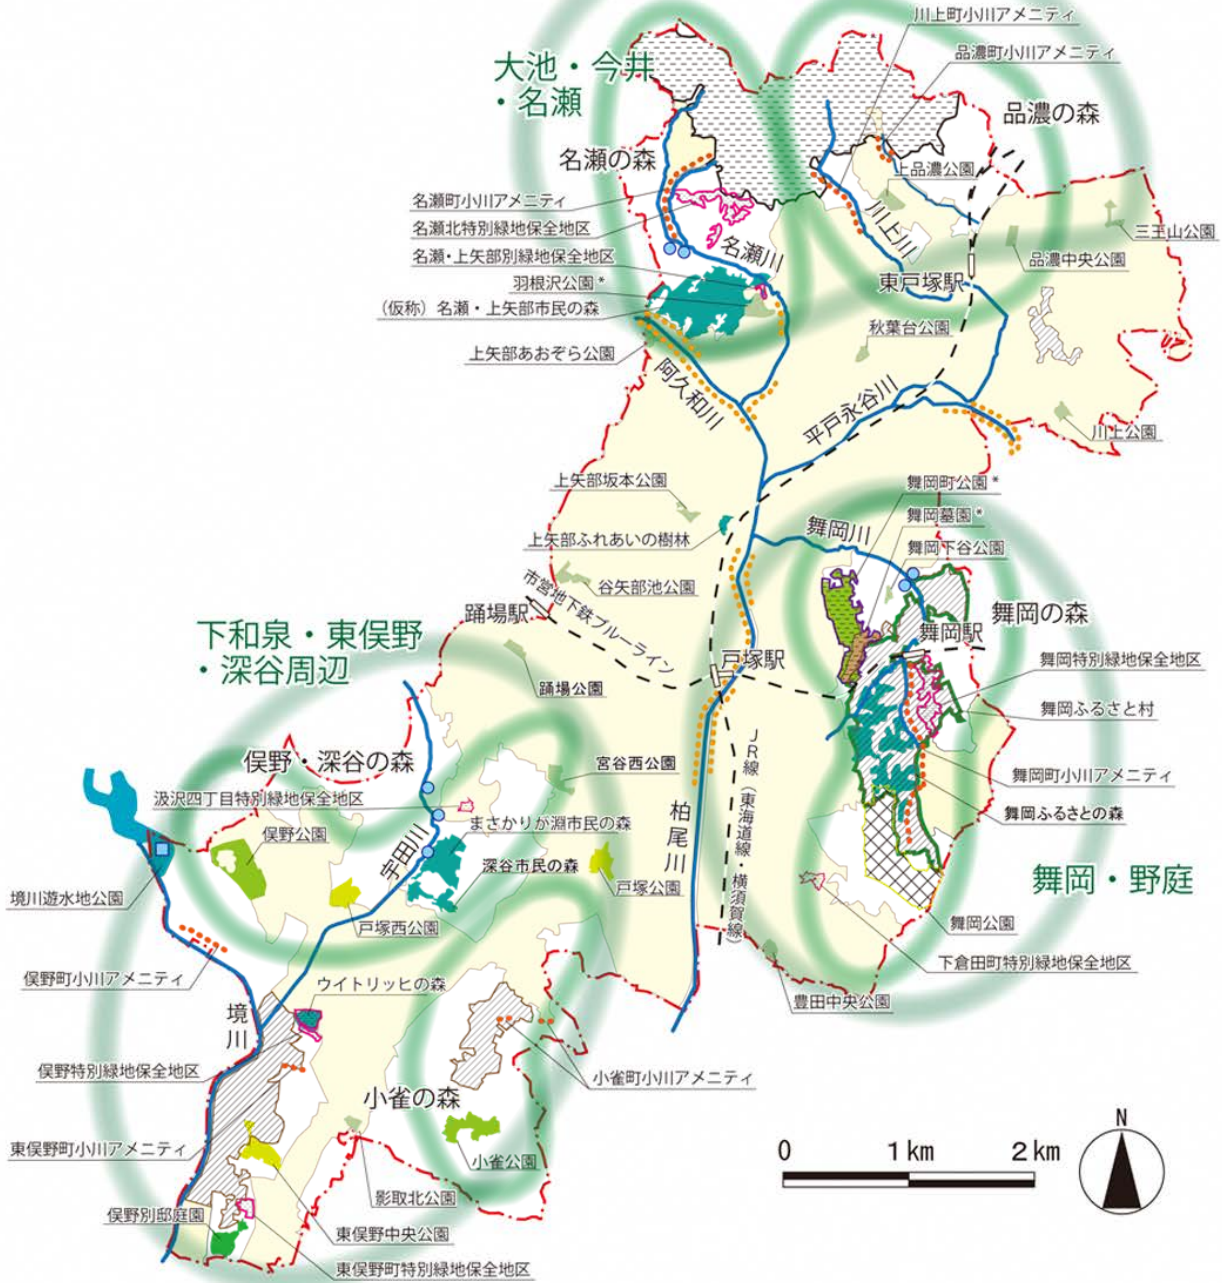 川上町小川アメニティ
品濃町小川アメニティ
大池・今井
・名瀬
品濃の森
名瀬の森
上品濃公園
名瀬町小川アメニティ
名瀬北特別緑地保全地区
川上川
三王山公園
名瀬川
名瀬・上矢部別緑地保全地区
品濃中央公園
羽根沢公園*
東戸塚駅
（仮称）名瀬・上矢部市民の森
秋葉台公園
上矢部あおぞら公園
阿久和川
平戸永谷川
川上公園
上矢部坂本公園
舞岡町公園*
舞岡墓園*
上矢部ふれあいの樹林
舞岡川
舞岡下谷公園
谷矢部池公園
市営地下鉄ブルーライン
踊場駅
舞岡の森
舞岡駅
下和泉・東俣野
・深谷周辺
戸塚駅
舞岡特別緑地保全地区
踊場公園
舞岡ふるさと村
JR線（東海道線・横須賀線）
俣野・深谷の森
宮谷西公園
舞岡町小川アメニティ
汲沢四丁目特別緑地保全地区
舞岡ふるさとの森
まさかりが淵市民の森
柏尾川
俣野公園
宇田川
深谷市民の森
戸塚公園
舞岡・野庭
境川遊水地公園
戸塚西公園
舞岡公園
下倉田町特別緑地保全地区
俣野町小川アメニティ
ウイトリッヒの森
豊田中央公園
境川
俣野特別緑地保全地区
小雀町小川アメニティ
小雀の森
東俣野町小川アメニティ
小雀公園
影取北公園
俣野別邸庭園
東俣野中央公園
東俣野町特別緑地保全地区
0 1km 2km
N